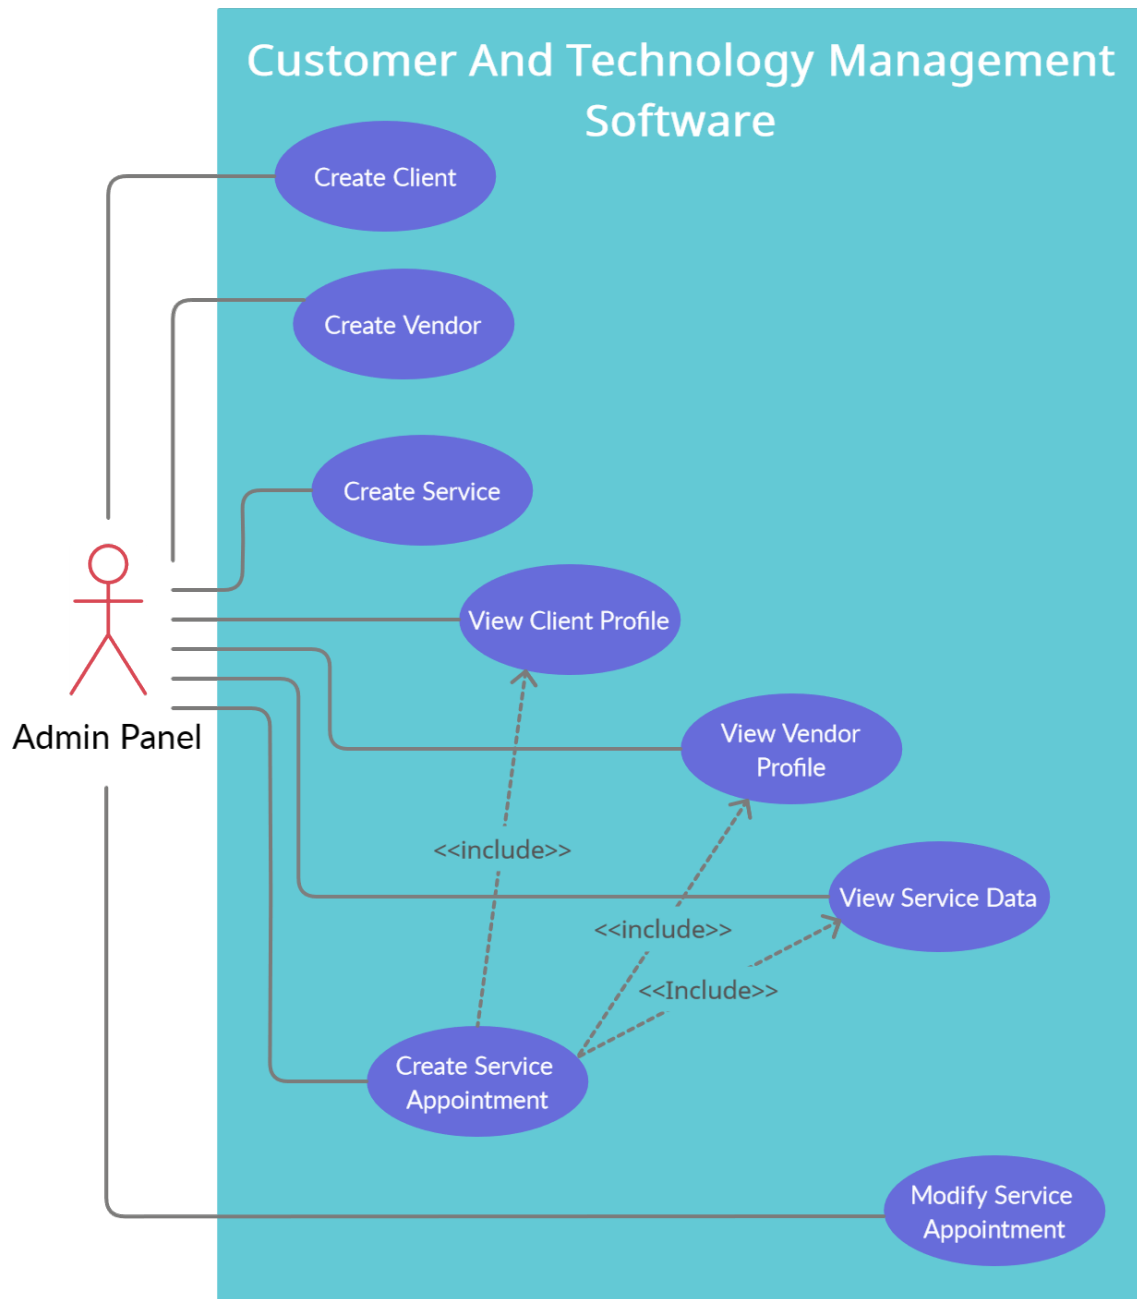 Customer And Technology Management
Software
Create Client
Create Vendor
Create Service
View Client Profile
Admin Panel
View Vendor
Profile
<<include>>
View Service Data
<<include>>
<<Include>>
Create Service
Appointment
Modify Service
Appointment